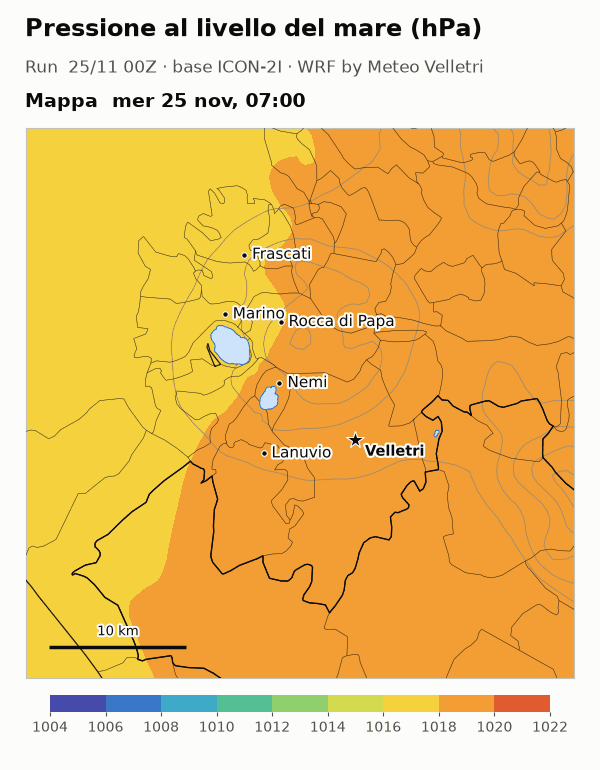 Pressione al livello del mare (hPa)
Run  25/11 00Z · base ICON-2I · WRF by Meteo Velletri
Mappa  mer 25 nov, 07:00
Frascati
Marino
Rocca di Papa
Nemi
Velletri
Lanuvio
10 km
1004 1006 1008 1010 1012 1014 1016 1018 1020 1022